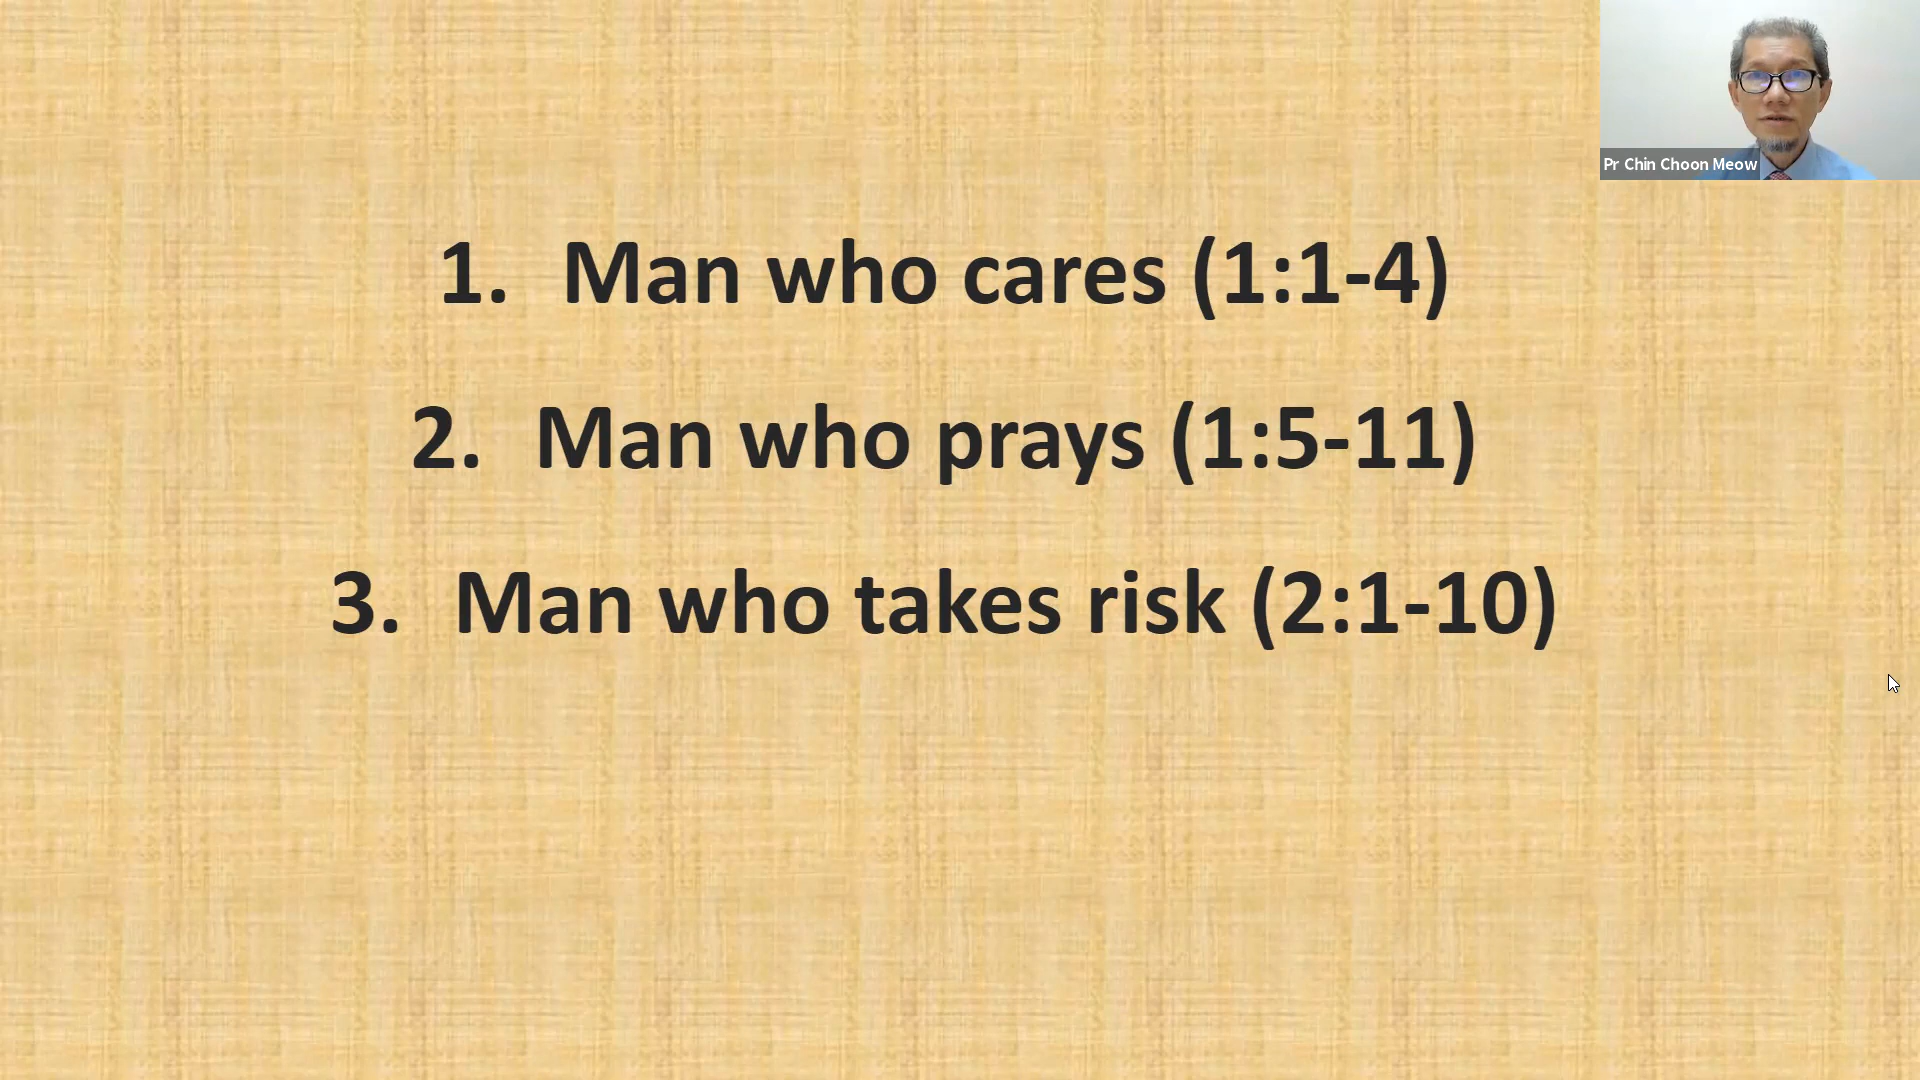 Pr Chin Choon Meow
1. Man who cares (1:1-4)
2. Man who prays (1:5-11)
3. Man who takes risk (2:1-10)